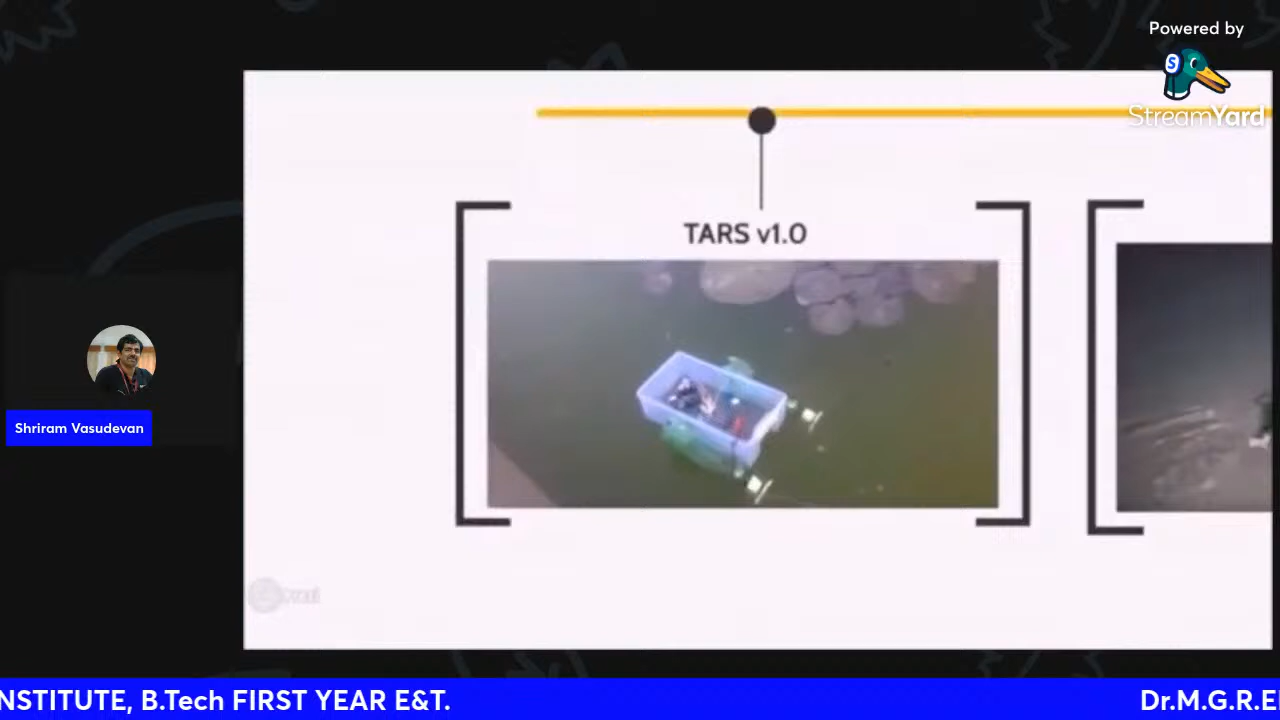 Powered by
StreamYard
TARS v1.0
Shriram Vasudevan
NSTITUTE, B.Tech FIRST YEAR E&T.
Dr.M.G.R.E